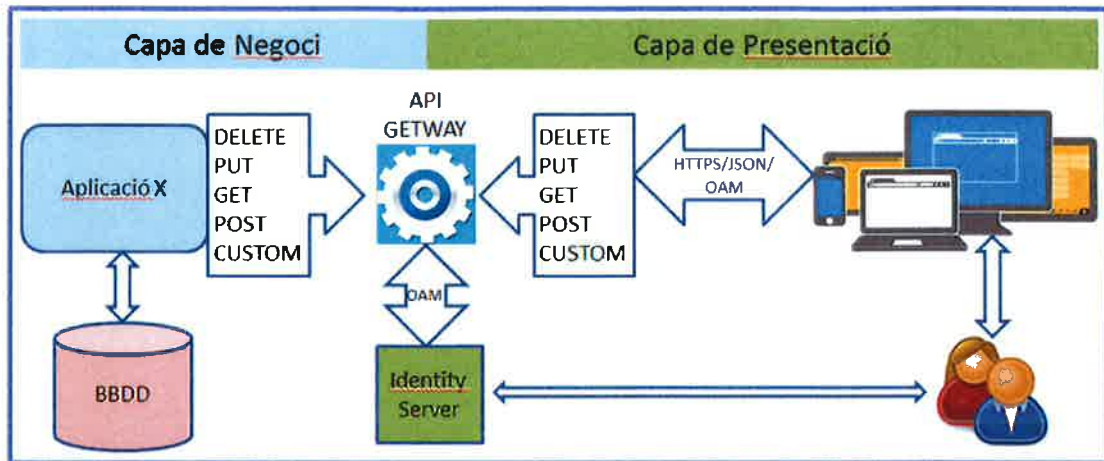 Capa de Negoci
Capa de Presentació
API
GETWAY
DELETE
PUT
GET
POST
CUSTOM
Aplicació X
DELETE
PUT
GET
POST
CUSTOM
HTTPS/JSON/
OAM
OAM
BBDD
Identity
Server